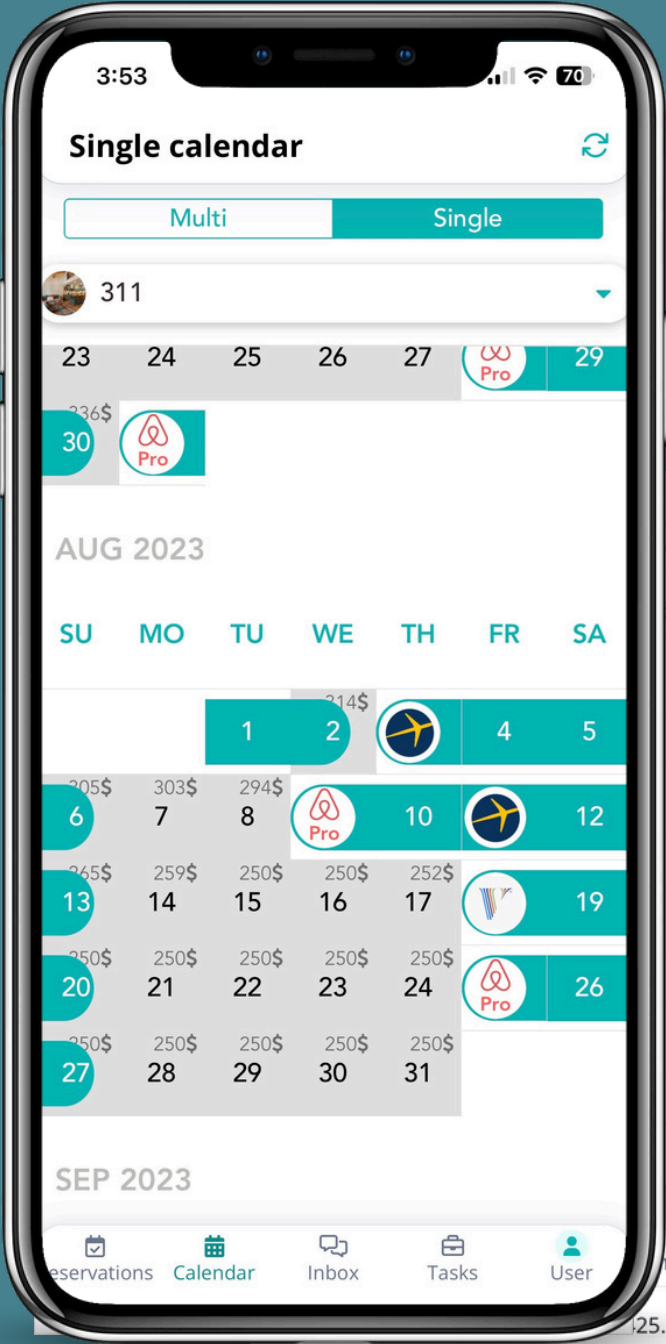 3:53
70
Single calendar
Multi Single
311
23 24 25 26 27 Pro 29
236$
30 Pro
AUG 2023
SU MO TU WE TH FR SA
314$
1 2 4 5
305$ 303$ 294$
6 7 8 Pro 10 12
265$ 259$ 250$ 250$ 252$
13 14 15 16 17 19
250$ 250$ 250$ 250$ 250$
20 21 22 23 24 Pro 26
250$ 250$ 250$ 250$ 250$
27 28 29 30 31
SEP 2023
eservations Calendar Inbox Tasks User
25.